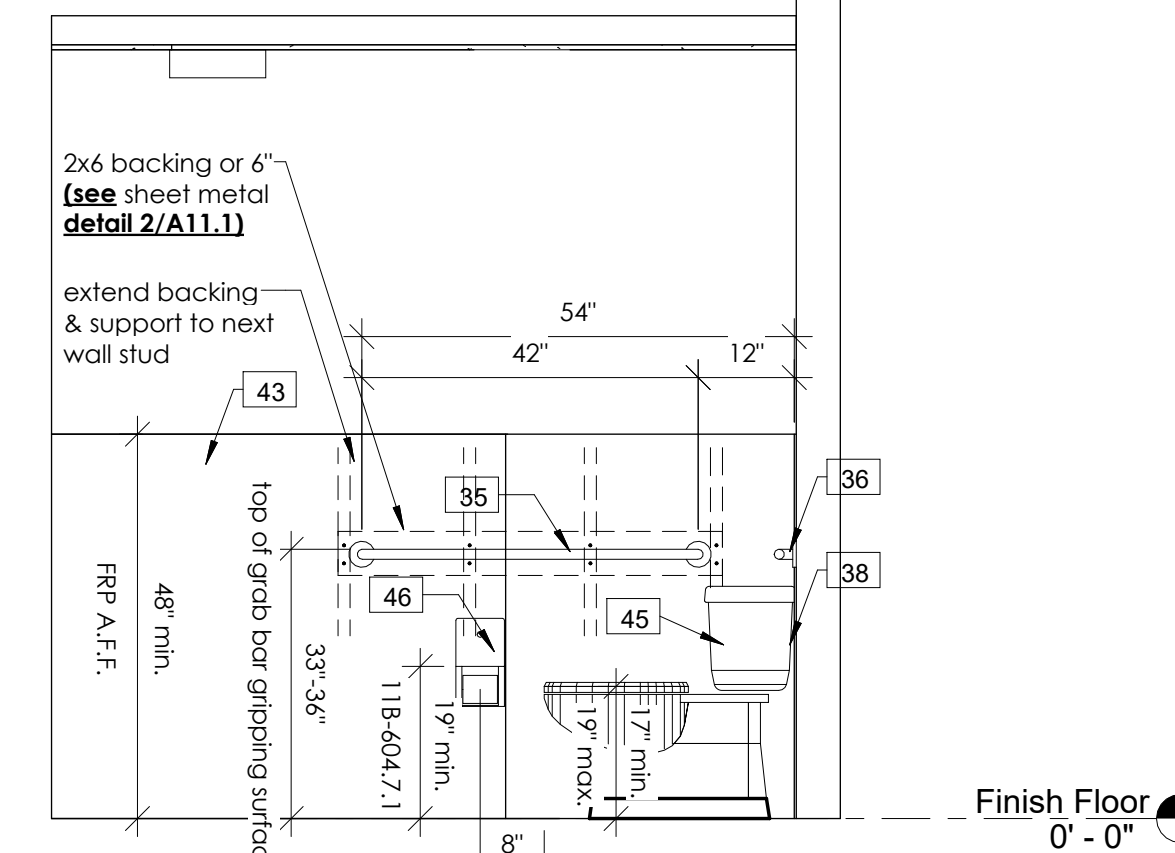 2x6 backing or 6"
(see sheet metal
detail 2/A11.1)
extend backing
& support to next
wall stud
54"
42"
12"
43
35
36
38
46
45
FRP A.F.F.
48" min.
top of grab bar gripping surfac
33"-36"
11B-604.7.1
19" min.
19" max.
17" min.
8"
Finish Floor
0' - 0"